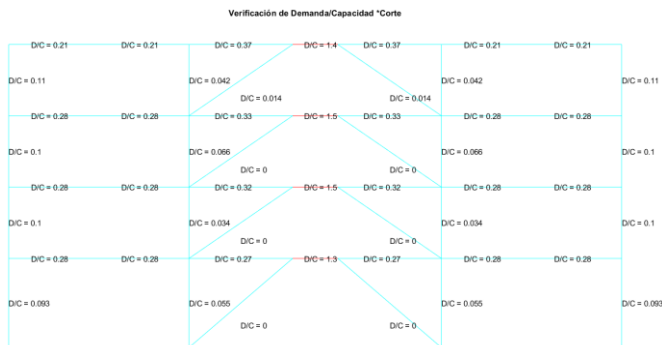 Verificación de Demanda/Capacidad *Corte
D/C = 0.21 D/C = 0.21 D/C = 0.37 D/C = 1.4 D/C = 0.37 D/C = 0.21 D/C = 0.21
D/C = 0.11 D/C = 0.042 D/C = 0.042 D/C = 0.11
D/C = 0.014 D/C = 0.014
D/C = 0.28 D/C = 0.28 D/C = 0.33 D/C = 1.5 D/C = 0.33 D/C = 0.28 D/C = 0.28
D/C = 0.1 D/C = 0.066 D/C = 0.066 D/C = 0.1
D/C = 0 D/C = 0
D/C = 0.28 D/C = 0.28 D/C = 0.32 D/C = 1.5 D/C = 0.32 D/C = 0.28 D/C = 0.28
D/C = 0.1 D/C = 0.034 D/C = 0.034 D/C = 0.1
D/C = 0 D/C = 0
D/C = 0.28 D/C = 0.28 D/C = 0.27 D/C = 1.3 D/C = 0.27 D/C = 0.28 D/C = 0.28
D/C = 0.093 D/C = 0.055 D/C = 0.055 D/C = 0.093
D/C = 0 D/C = 0